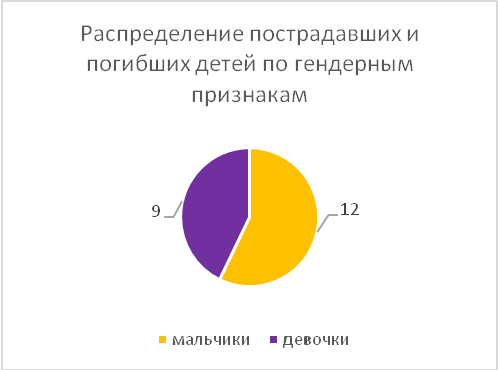 Распределение пострадавших и
погибших детей по гендерным
признакам
9
12
мальчики девочки